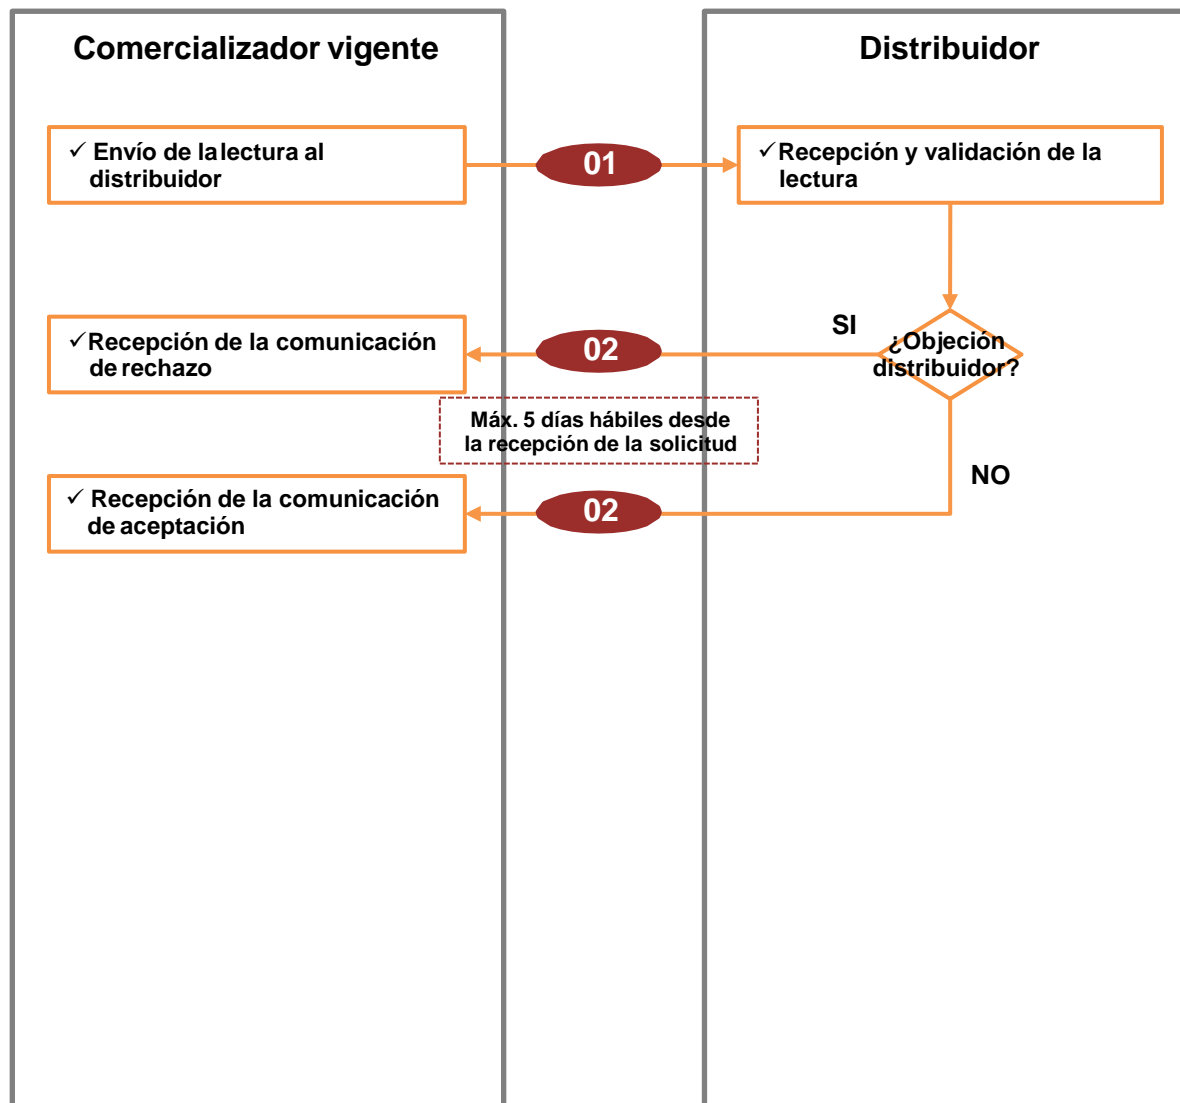 Comercializador vigente
Distribuidor
✓ Envío de la lectura al
distribuidor
01
✓ Recepción y validación de la
lectura
SI
¿Objeción
distribuidor?
✓ Recepción de la comunicación
de rechazo
02
Máx. 5 días hábiles desde
la recepción de la solicitud
NO
✓ Recepción de la comunicación
de aceptación
02